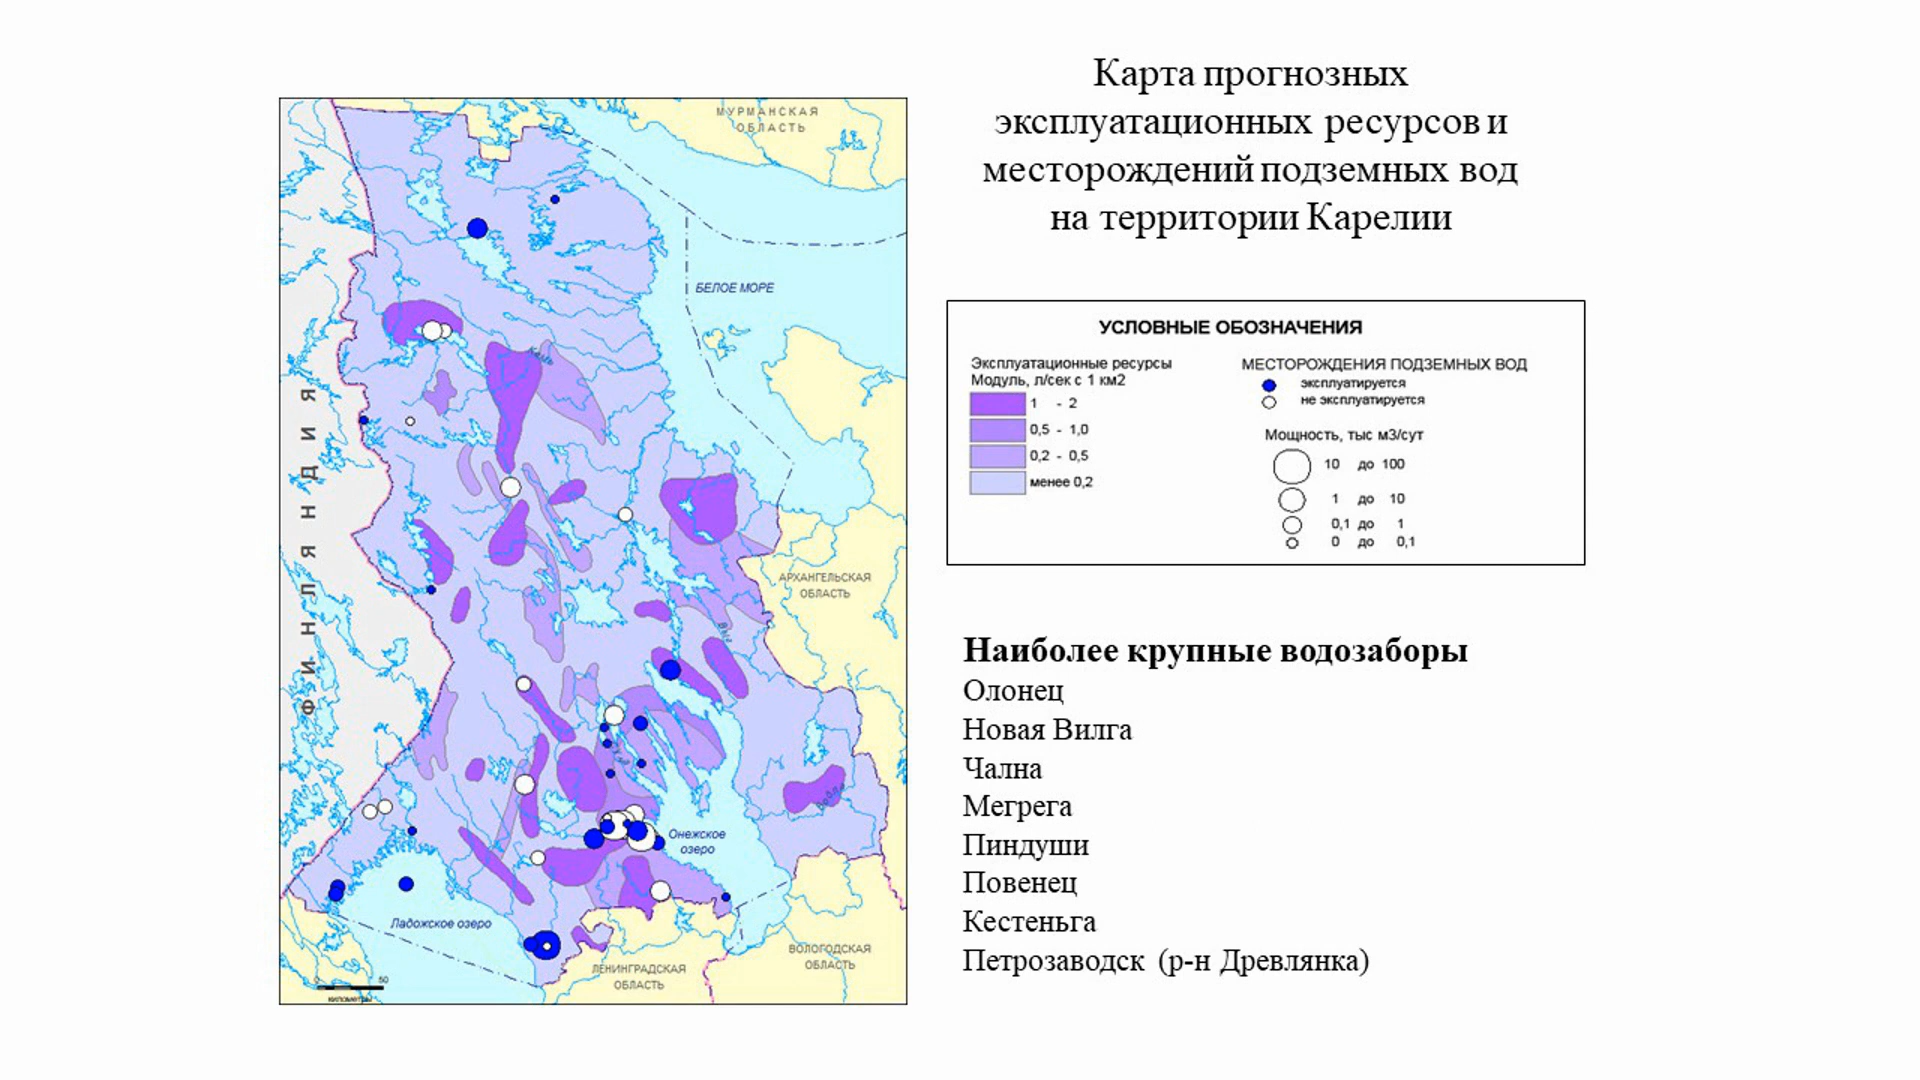 Карта прогнозных
эксплуатационных ресурсов и
месторождений подземных вод
на территории Карелии
МУРМАНСКАЯ
ОБЛАСТЬ
БЕЛОЕ МОРЕ
ФИНЛЯНДИЯ
Кемь
АРХАНГЕЛЬСКАЯ
ОБЛАСТЬ
Выг
Водла
Онежское
озеро
Ладожское озеро
ВОЛОГОДСКАЯ
ОБЛАСТЬ
ЛЕНИНГРАДСКАЯ
ОБЛАСТЬ
0 50
километры
УСЛОВНЫЕ ОБОЗНАЧЕНИЯ
Эксплуатационные ресурсы
Модуль, л/сек с 1 км2
1 - 2
0,5 - 1,0
0,2 - 0,5
менее 0,2
МЕСТОРОЖДЕНИЯ ПОДЗЕМНЫХ ВОД
эксплуатируется
не эксплуатируется
Мощность, тыс м3/сут
10 до 100
1 до 10
0,1 до 1
0 до 0,1
Наиболее крупные водозаборы
Олонец
Новая Вилга
Чална
Мегрега
Пиндуши
Повенец
Кестеньга
Петрозаводск (р-н Древлянка)